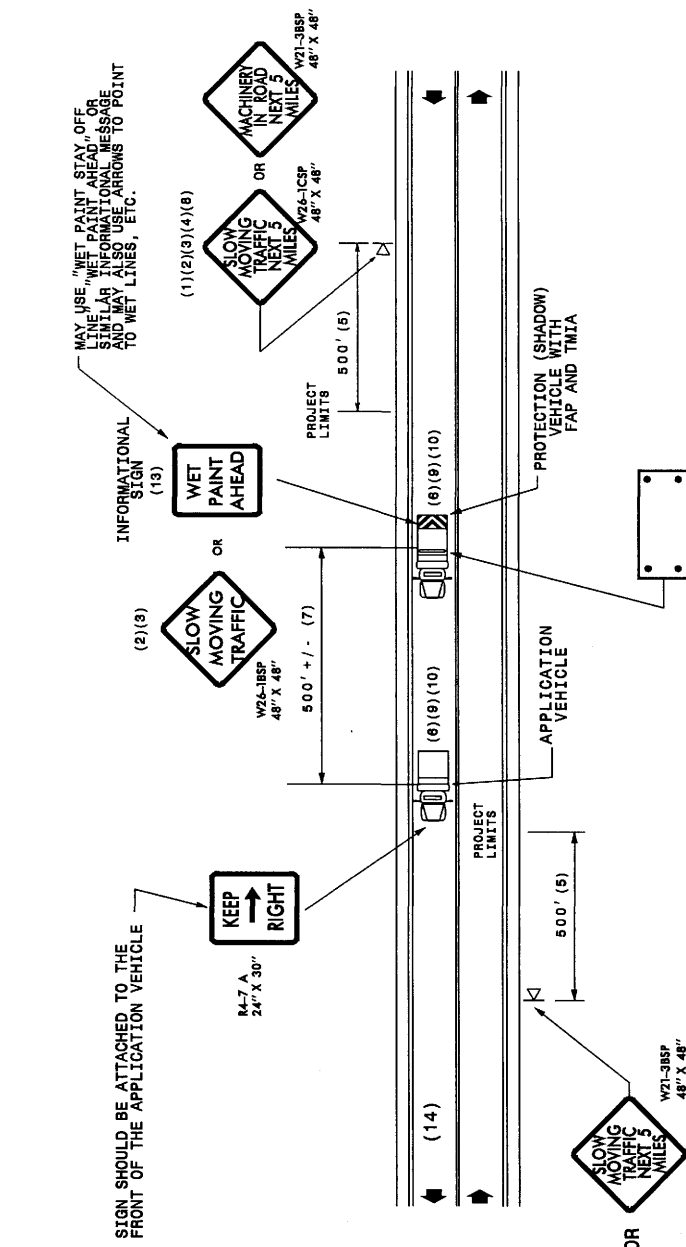 SIGN SHOULD BE ATTACHED TO THE
FRONT OF THE APPLICATION VEHICLE
KEEP
RIGHT
R4-7 A
24" X 30"
(2)(3)
SLOW
MOVING
TRAFFIC
W26-1BSP
48" X 48"
OR
INFORMATIONAL
SIGN
(13)
WET
PAINT
AHEAD
MAY USE "WET PAINT STAY OFF
LINE" "WET PAINT AHEAD" OR
SIMILAR INFORMATIONAL MESSAGE
AND MAY ALSO USE ARROWS TO POINT
TO WET LINES, ETC.
(1)(2)(3)(4)(8)
SLOW
MOVING
TRAFFIC
NEXT 5
MILES
W26-1CSP
48" X 48"
OR
MACHINERY
IN ROAD
NEXT 5
MILES
W21-3BSP
48" X 48"
500' +/- (7)
PROJECT
LIMITS
500' (5)
(14)
(6)(9)(10)
(6)(9)(10)
PROJECT
LIMITS
500' (5)
APPLICATION
VEHICLE
PROTECTION (SHADOW)
VEHICLE WITH
FAP AND TMIA
OR
SLOW
MOVING
TRAFFIC
NEXT 5
MILES
W21-3BSP
48" X 48"